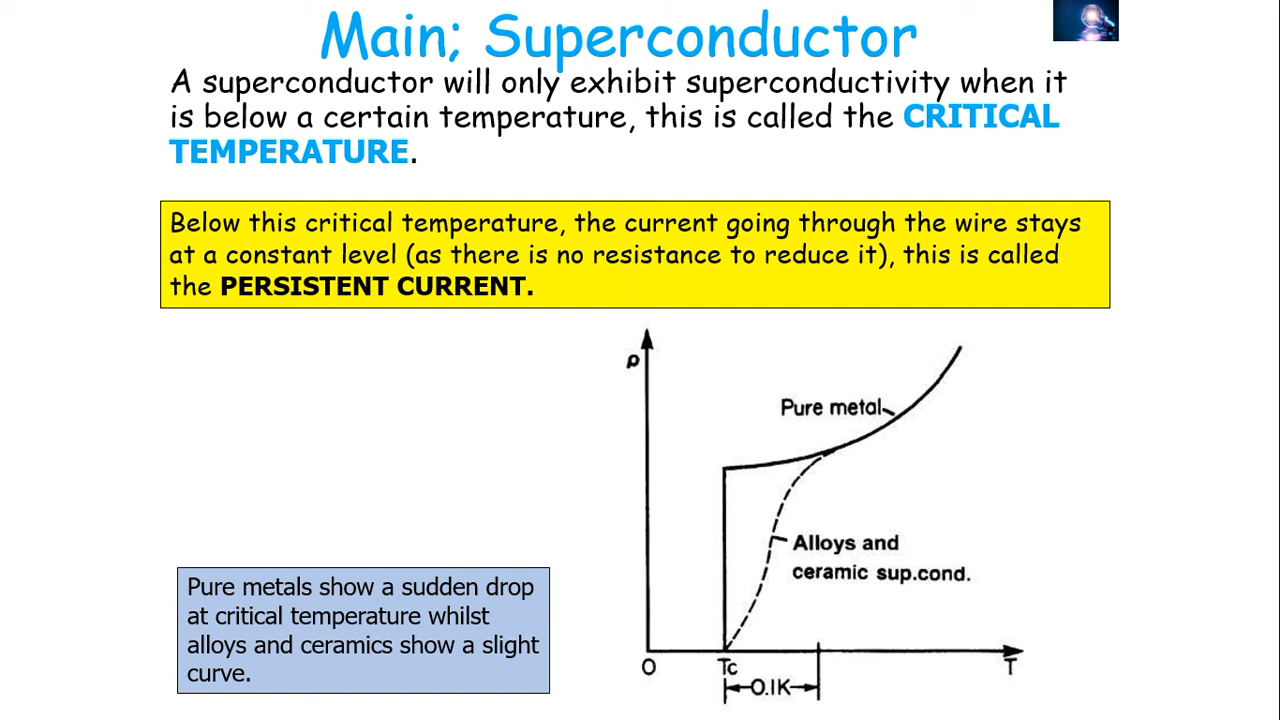 Main; Superconductor
A superconductor will only exhibit superconductivity when it
is below a certain temperature, this is called the CRITICAL
TEMPERATURE.
Below this critical temperature, the current going through the wire stays
at a constant level (as there is no resistance to reduce it), this is called
the PERSISTENT CURRENT.
ρ
Pure metal
Alloys and
ceramic sup.cond.
Pure metals show a sudden drop
at critical temperature whilst
alloys and ceramics show a slight
curve.
O
Tc
T
0.1K